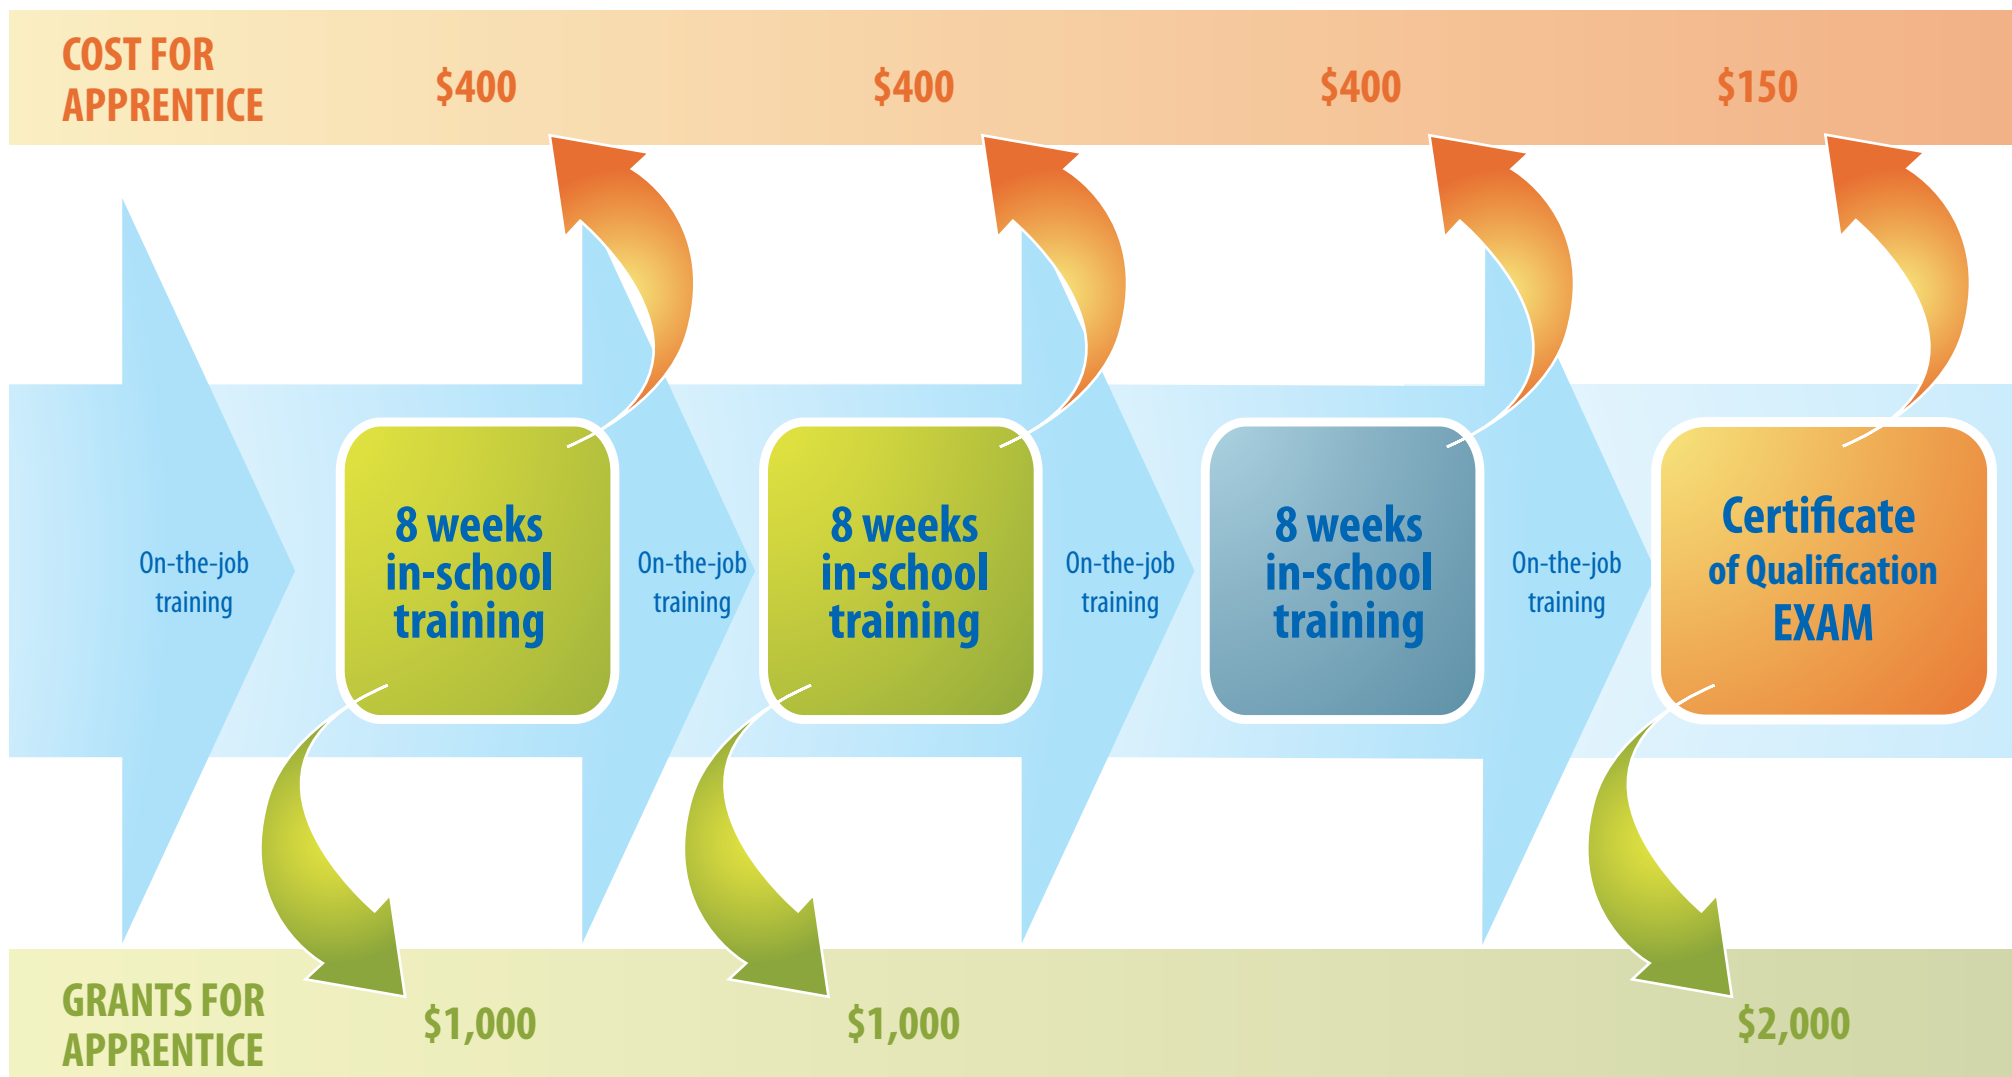 COST FOR
APPRENTICE
$400
$400
$400
$150
On-the-job
training
8 weeks
in-school
training
On-the-job
training
8 weeks
in-school
training
On-the-job
training
8 weeks
in-school
training
On-the-job
training
Certificate
of Qualification
EXAM
GRANTS FOR
APPRENTICE
$1,000
$1,000
$2,000